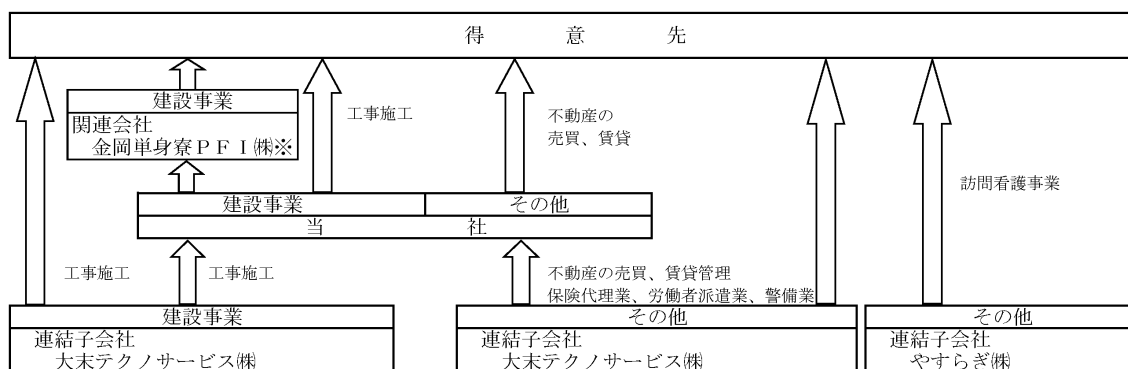 得意先
建設事業
関連会社
金岡単身寮PFI㈱※
工事施工
不動産の
売買、賃貸
訪問看護事業
建設事業 その他
当社
工事施工 工事施工
不動産の売買、賃貸管理
保険代理業、労働者派遣業、警備業
建設事業
連結子会社
大末テクノサービス㈱
その他
連結子会社
大末テクノサービス㈱
その他
連結子会社
やすらぎ㈱